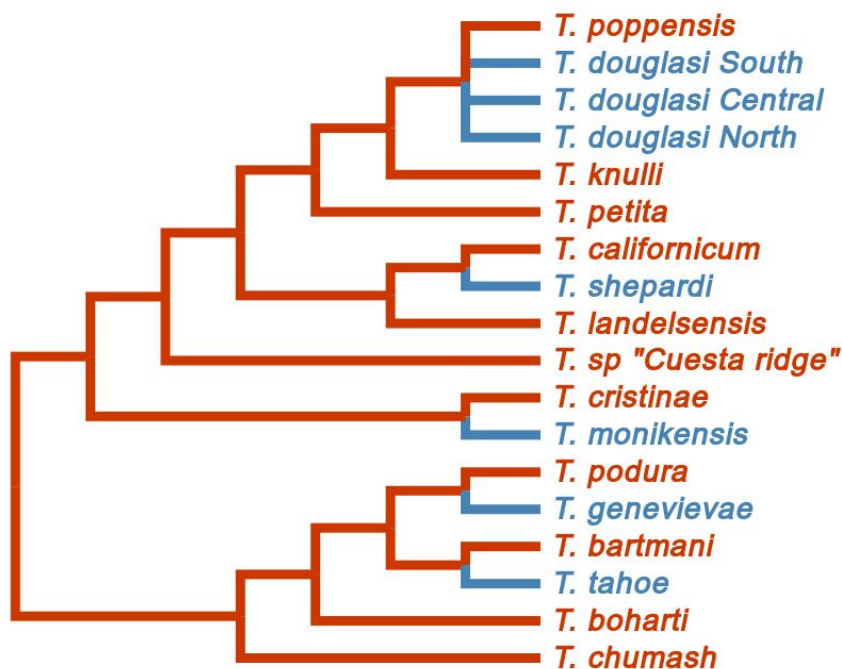 T. poppensis
T. douglasi South
T. douglasi Central
T. douglasi North
T. knulli
T. petita
T. californicum
T. shepardi
T. landelsensis
T. sp "Cuesta ridge"
T. cristinae
T. monikensis
T. podura
T. genevievae
T. bartmani
T. tahoe
T. boharti
T. chumash